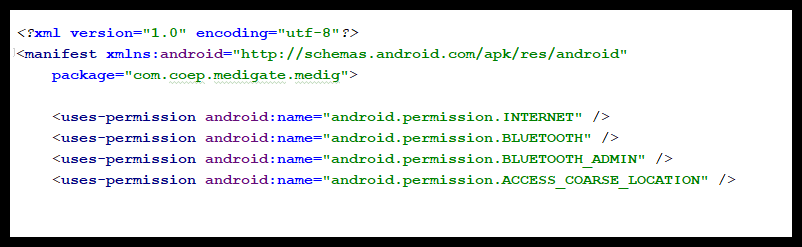 <?xml version="1.0" encoding="utf-8"?>
<manifest xmlns:android="http://schemas.android.com/apk/res/android"
package="com.coep.medigate.medig">
<uses-permission android:name="android.permission.INTERNET" />
<uses-permission android:name="android.permission.BLUETOOTH" />
<uses-permission android:name="android.permission.BLUETOOTH_ADMIN" />
<uses-permission android:name="android.permission.ACCESS_COARSE_LOCATION" />